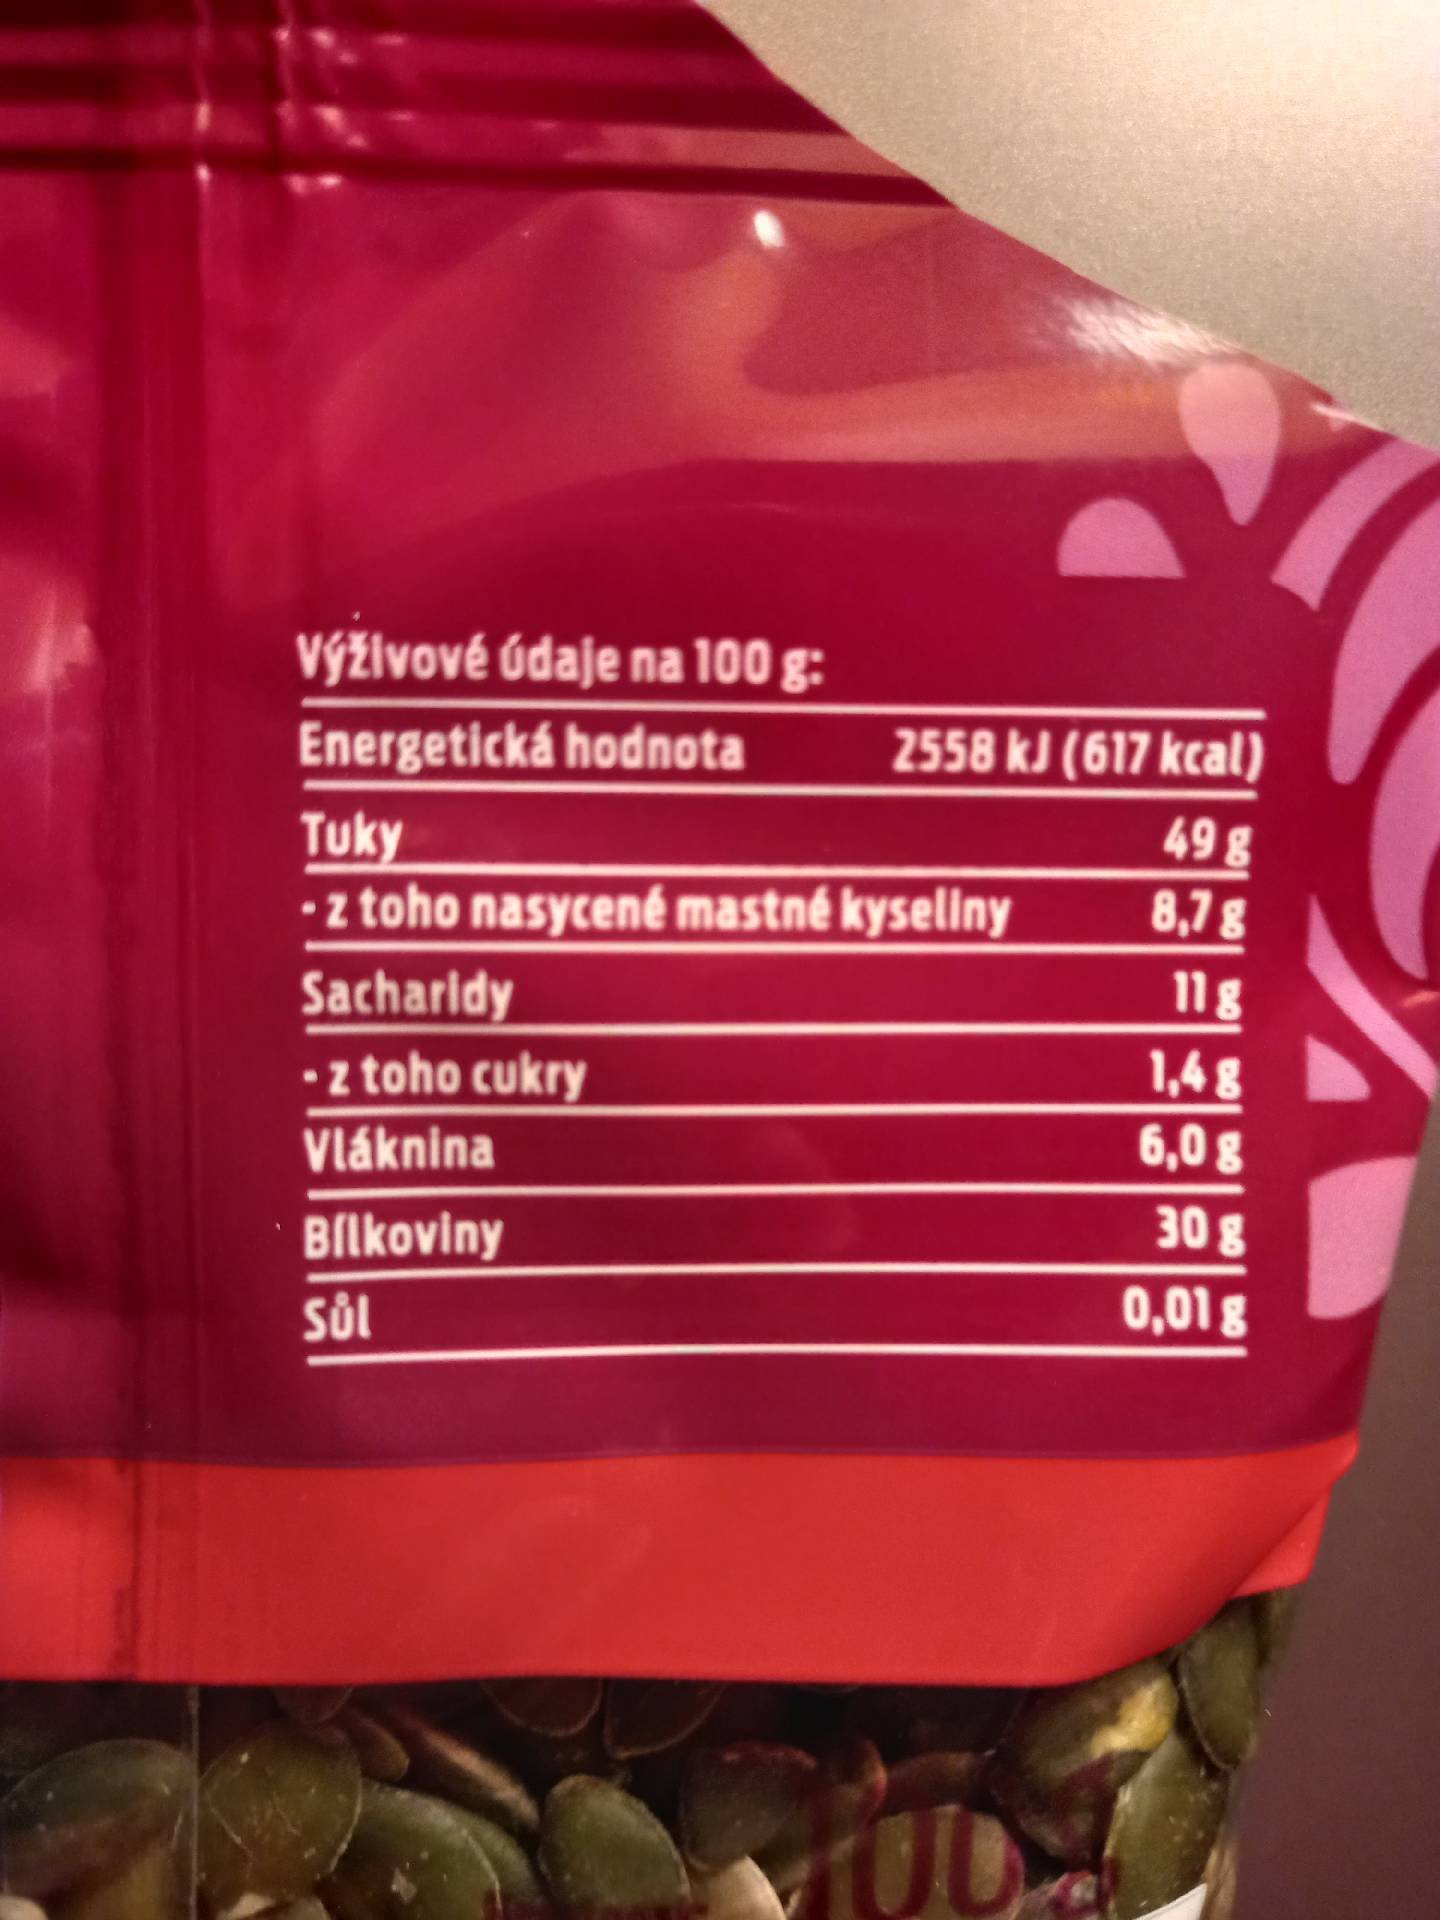 Výživové údaje na 100 g:
Energetická hodnota 2558 kJ (617 kcal)
Tuky 49 g
- z toho nasycené mastné kyseliny 8,7 g
Sacharidy 11 g
- z toho cukry 1,4 g
Vláknina 6,0 g
Bílkoviny 30 g
Sůl 0,01 g
100 g